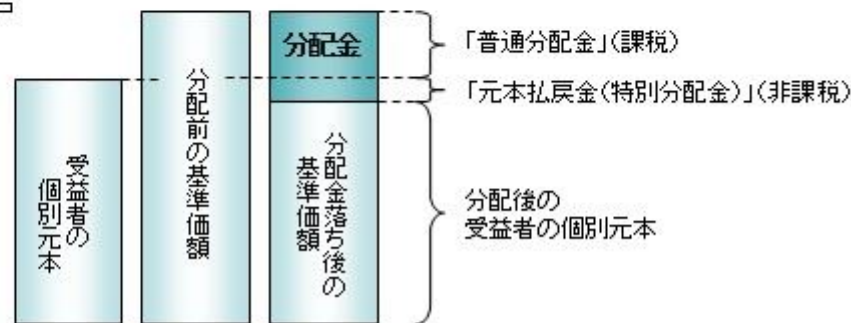 受益者の
個別元本
分配前の基準価額
分配金
分配金落ち後の
基準価額
「普通分配金」(課税)
「元本払戻金(特別分配金)」(非課税)
分配後の
受益者の個別元本